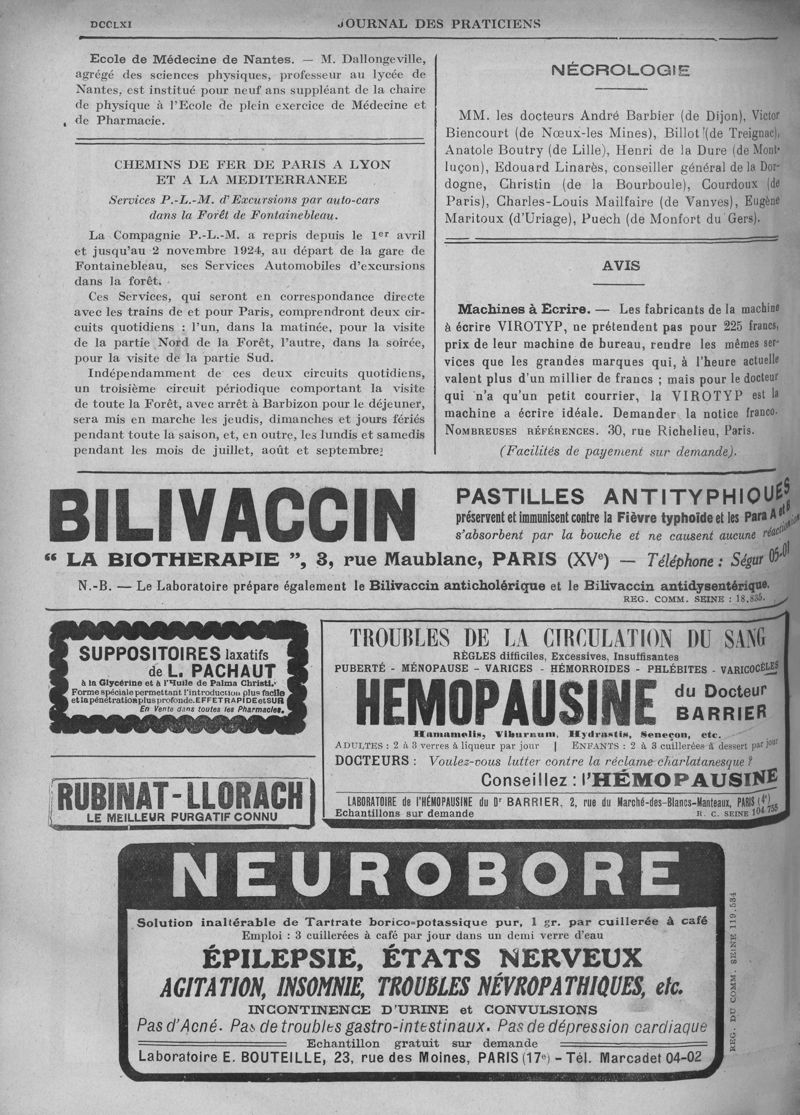 DCCLXI
JOURNAL DES PRATICIENS
Ecole de Médecine de Nantes. — M. Dallongeville,
agrégé des sciences physiques, professeur au lycée de
Nantes, est institué pour neuf ans suppléant de la chaire
de physique à l'Ecole de plein exercice de Médecine et
de Pharmacie.
CHEMINS DE FER DE PARIS A LYON
ET A LA MEDITERRANEE
Services P.-L.-M. d'Excursions par auto-cars
dans la Forêt de Fontainebleau.
La Compagnie P.-L.-M. a repris depuis le 1er avril
et jusqu'au 2 novembre 1924, au départ de la gare de
Fontainebleau, ses Services Automobiles d'excursions
dans la forêt.
Ces Services, qui seront en correspondance directe
avec les trains de et pour Paris, comprendront deux cir-
cuits quotidiens : l'un, dans la matinée, pour la visite
de la partie Nord de la Forêt, l'autre, dans la soirée,
pour la visite de la partie Sud.
Indépendamment de ces deux circuits quotidiens,
un troisième circuit périodique comportant la visite
de toute la Forêt, avec arrêt à Barbizon pour le déjeuner,
sera mis en marche les jeudis, dimanches et jours fériés
pendant toute la saison, et, en outre, les lundis et samedis
pendant les mois de juillet, août et septembre.
NÉCROLOGIE
MM. les docteurs André Barbier (de Dijon), Victor
Biencourt (de Nœux-les Mines), Billot (de Treignac),
Anatole Boutry (de Lille), Henri de la Dure (de Mont-
luçon), Edouard Linarès, conseiller général de la Dor-
dogne, Christin (de la Bourboule), Courdoux (de
Paris), Charles-Louis Mailfaire (de Vanves), Eugène
Maritoux (d'Uriage), Puech (de Monfort du Gers).
AVIS
Machines à Ecrire. — Les fabricants de la machine
à écrire VIROTYP, ne prétendent pas pour 225 francs,
prix de leur machine de bureau, rendre les mêmes ser-
vices que les grandes marques qui, à l'heure actuelle
valent plus d'un millier de francs ; mais pour le docteur
qui n'a qu'un petit courrier, la VIROTYP est la
machine a écrire idéale. Demander la notice franco.
NOMBREUSES RÉFÉRENCES. 30, rue Richelieu, Paris.
(Facilités de payement sur demande).
BILIVACCIN
PASTILLES ANTITYPHIQUES
préservent et immunisent contre la Fièvre typhoïde et les Para A et B
s'absorbent par la bouche et ne causent aucune réaction
“ LA BIOTHERAPIE ”, 3, rue Maublanc, PARIS (XVe) — Téléphone : Ségur 05-01
N.-B. — Le Laboratoire prépare également le Bilivaccin anticholérique et le Bilivaccin antidysentérique.
REG. COMM. SEINE : 18.835.
SUPPOSITOIRES laxatifs
de L. PACHAUT
à la Glycérine et à l'Huile de Palma Christi.
Forme spéciale permettant l'introduction plus facile
et la pénétration plus profonde. EFFET RAPIDE et SUR
En Vente dans toutes les Pharmacies.
RUBINAT-LLORACH
LE MEILLEUR PURGATIF CONNU
TROUBLES DE LA CIRCULATION DU SANG
RÈGLES difficiles, Excessives, Insuffisantes
PUBERTÉ - MÉNOPAUSE - VARICES - HÉMORROIDES - PHLÉBITES - VARICOCÈLES
HEMOPAUSINE du Docteur BARRIER
Hamamelis, Viburnum, Hydrastis, Seneçon, etc.
ADULTES : 2 à 3 verres à liqueur par jour | ENFANTS : 2 à 3 cuillerées à dessert par jour
DOCTEURS : Voulez-vous lutter contre la réclame charlatanesque ?
Conseillez : l'HÉMOPAUSINE
LABORATOIRE de l'HÉMOPAUSINE du Dr BARRIER, 2, rue du Marché-des-Blancs-Manteaux, PARIS (4e)
Echantillons sur demande
R. C. SEINE 104.755
NEUROBORE
Solution inaltérable de Tartrate borico-potassique pur, 1 gr. par cuillerée à café
Emploi : 3 cuillerées à café par jour dans un demi verre d'eau
ÉPILEPSIE, ÉTATS NERVEUX
AGITATION, INSOMNIE, TROUBLES NÉVROPATHIQUES, etc.
INCONTINENCE D'URINE et CONVULSIONS
Pas d'Acné. Pas de troubles gastro-intestinaux. Pas de dépression cardiaque
Echantillon gratuit sur demande
Laboratoire E. BOUTEILLE, 23, rue des Moines, PARIS (17e) - Tél. Marcadet 04-02
REG. DU COMM. SEINE 119.534